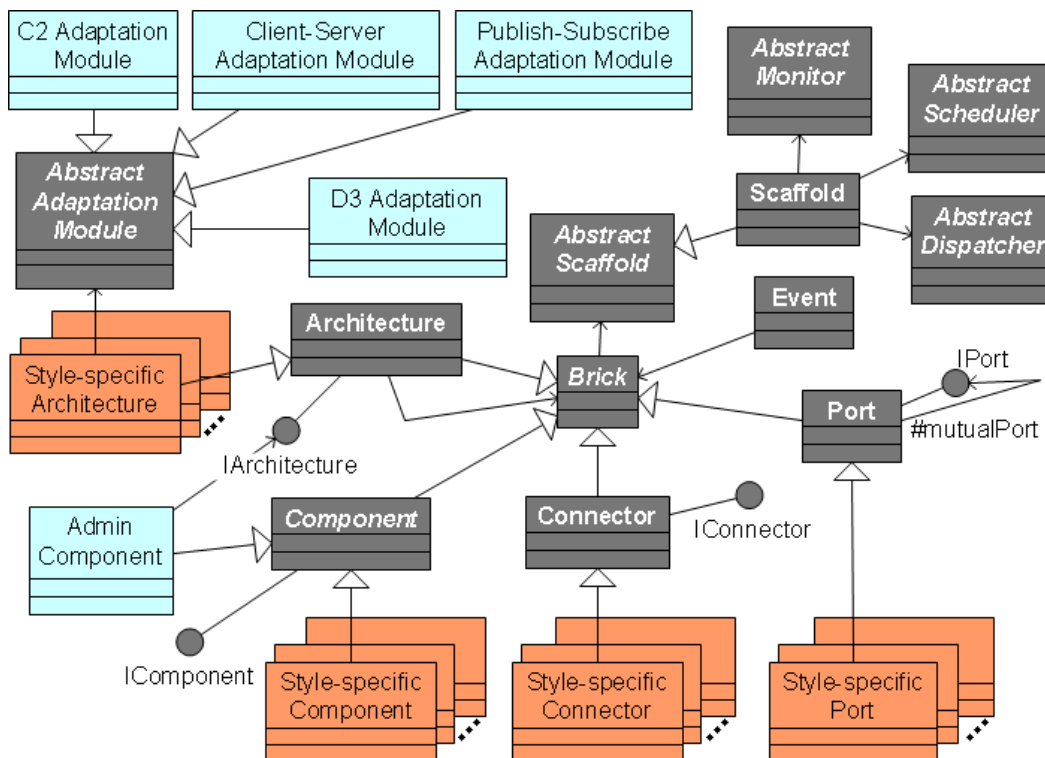 C2 Adaptation
Module
Client-Server
Adaptation Module
Publish-Subscribe
Adaptation Module
Abstract
Monitor
Abstract
Scheduler
Abstract
Adaptation
Module
D3 Adaptation
Module
Scaffold
Abstract
Scaffold
Abstract
Dispatcher
Event
Architecture
Style-specific
Architecture
Brick
IPort
Port
#mutualPort
IArchitecture
Admin
Component
Component
Connector
IConnector
IComponent
Style-specific
Component
Style-specific
Connector
Style-specific
Port